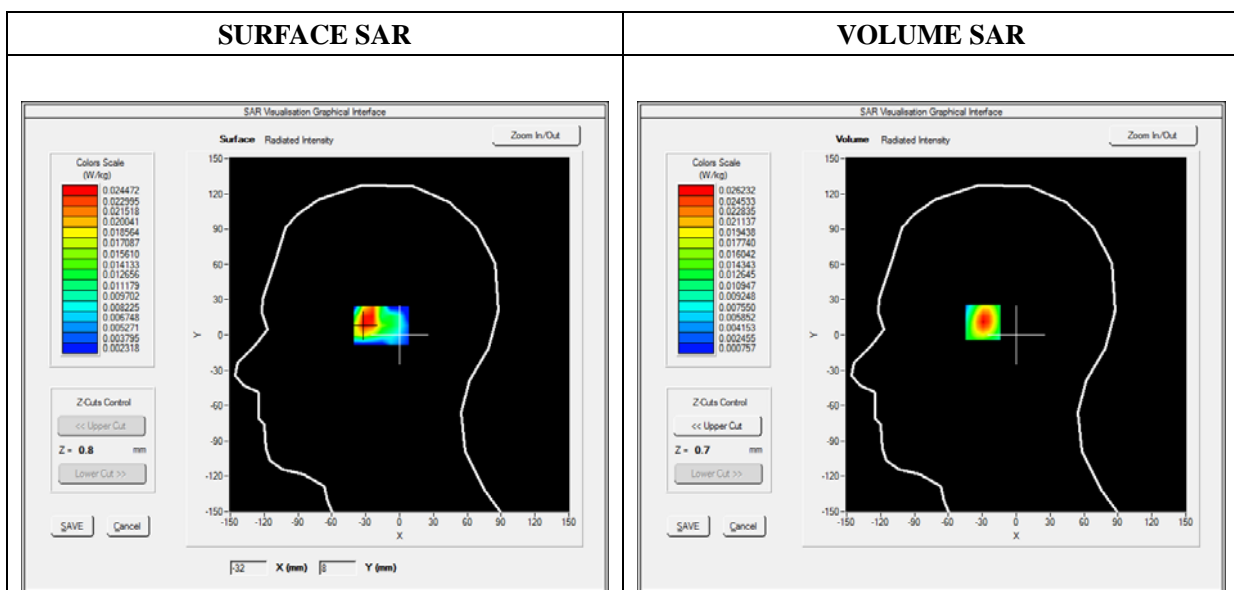 SURFACE SAR
VOLUME SAR
SAR Visualisation Graphical Interface
Surface Radiated Intensity
Zoom In/Out
Colors Scale
(W/kg)
0.024472
0.022995
0.021518
0.020041
0.018564
0.017087
0.015610
0.014133
0.012656
0.011179
0.009702
0.008225
0.006748
0.005271
0.003795
0.002318
Z-Cuts Control
<< Upper Cut
Z = 0.8 mm
Lower Cut >>
SAVE Cancel
150
120
90
60
30
0
-30
-60
-90
-120
-150
Y
-150 -120 -90 -60 -30 0 30 60 90 120 150
X
-32 X (mm) 8 Y (mm)
SAR Visualisation Graphical Interface
Volume Radiated Intensity
Zoom In/Out
Colors Scale
(W/kg)
0.026232
0.024533
0.022835
0.021137
0.019438
0.017740
0.016042
0.014343
0.012645
0.010947
0.009248
0.007550
0.005852
0.004153
0.002455
0.000757
Z-Cuts Control
<< Upper Cut
Z = 0.7 mm
Lower Cut >>
SAVE Cancel
150
120
90
60
30
0
-30
-60
-90
-120
-150
Y
-150 -120 -90 -60 -30 0 30 60 90 120 150
X